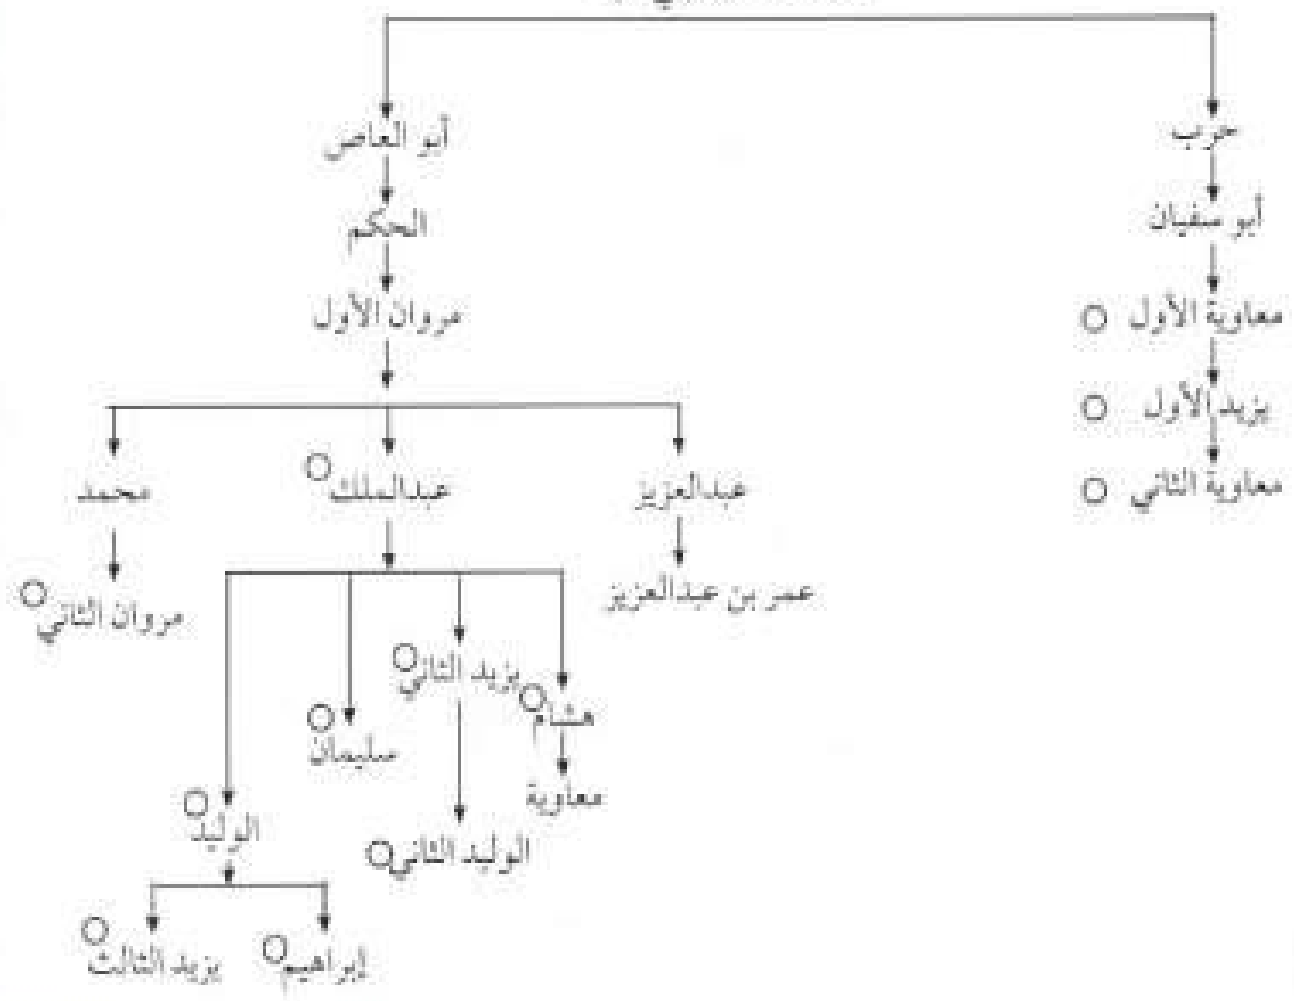 حرب
أبو العاص
أبو سفيان
الحكم
معاوية الأول
مروان الأول
يزيد الأول
معاوية الثاني
عبدالعزيز
عبدالملك
محمد
عمر بن عبدالعزيز
مروان الثاني
يزيد الثاني
هشام
سليمان
معاوية
الوليد
الوليد الثاني
إبراهيم
يزيد الثالث